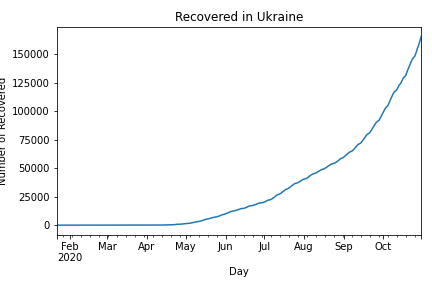 Recovered in Ukraine
150000
125000
100000
75000
50000
25000
0
Number of Recovered
Feb Mar Apr May Jun Jul Aug Sep Oct
2020
Day